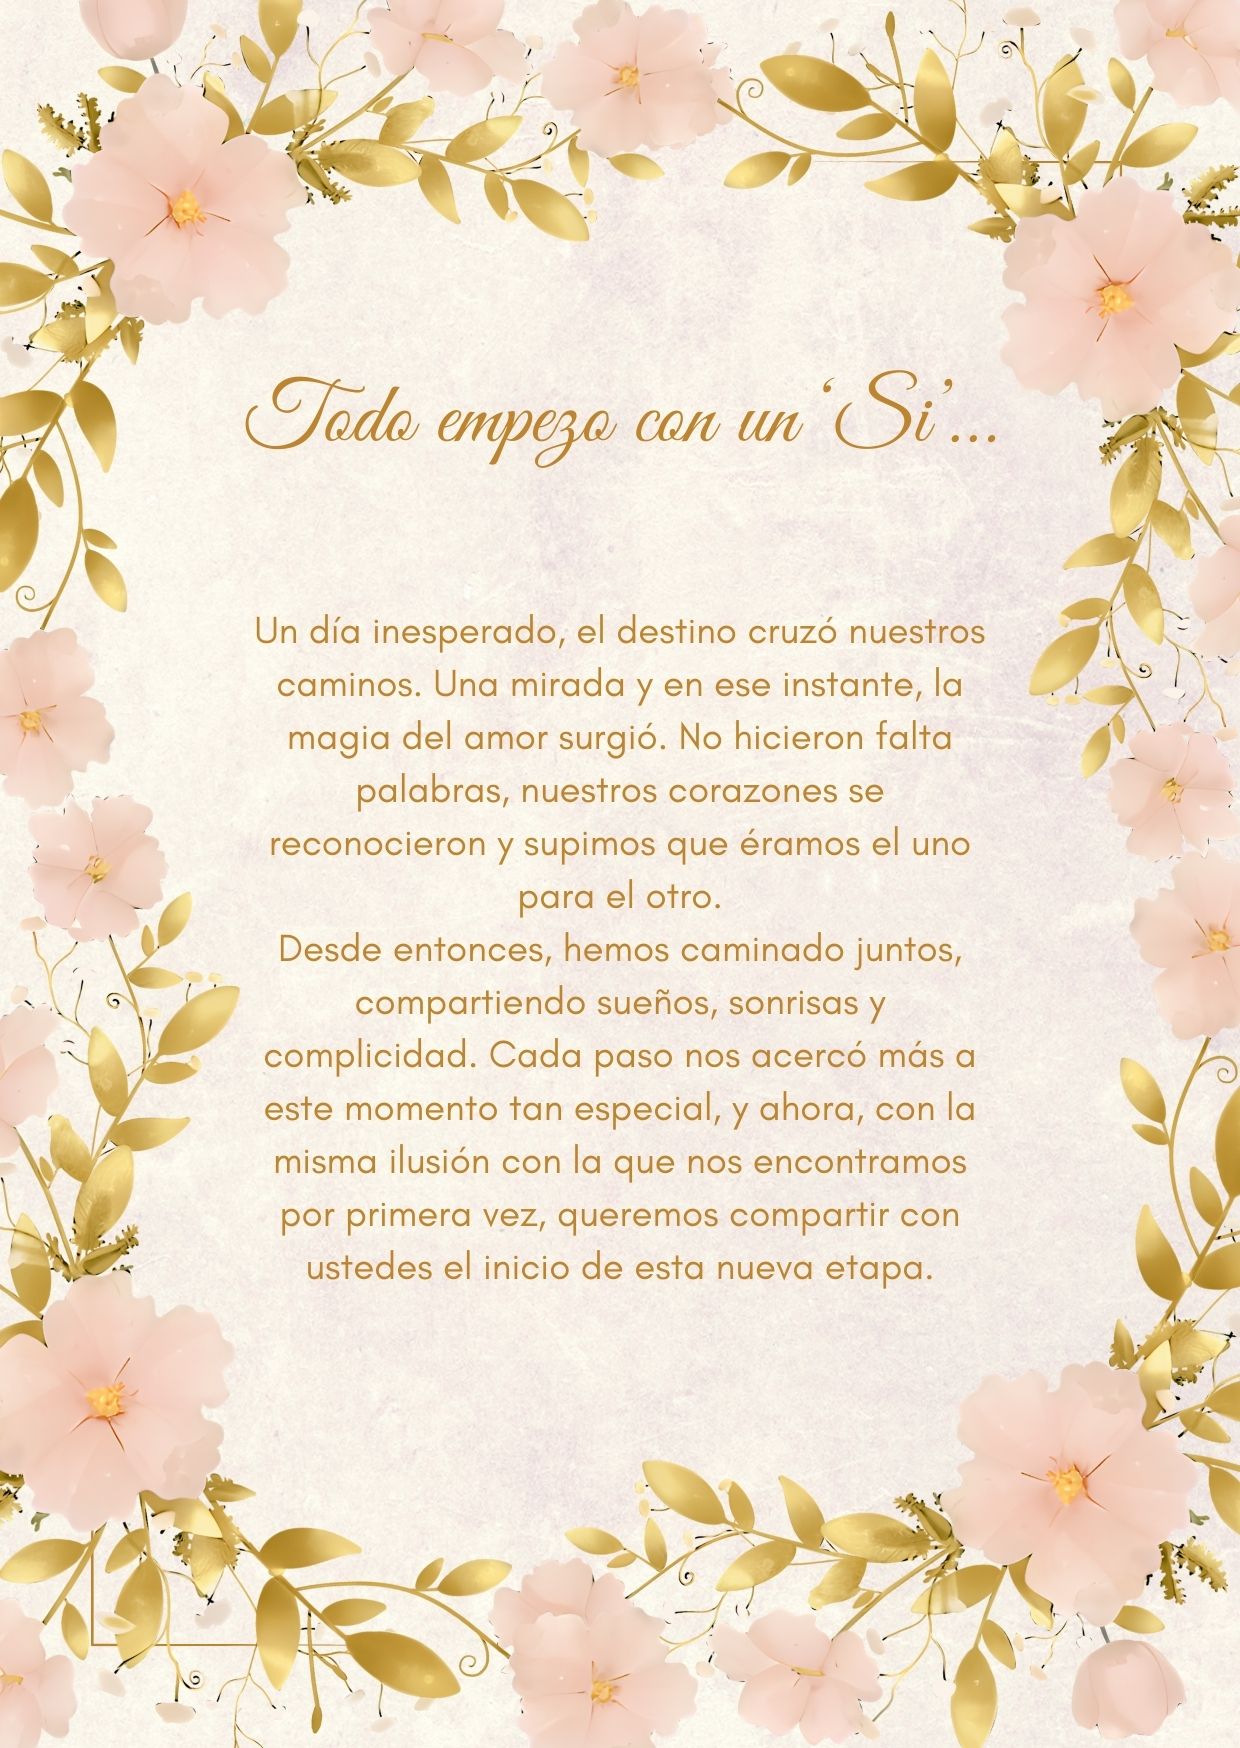 Todo empezo con un ‘Si’...
Un día inesperado, el destino cruzó nuestros
caminos. Una mirada y en ese instante, la
magia del amor surgió. No hicieron falta
palabras, nuestros corazones se
reconocieron y supimos que éramos el uno
para el otro.
Desde entonces, hemos caminado juntos,
compartiendo sueños, sonrisas y
complicidad. Cada paso nos acercó más a
este momento tan especial, y ahora, con la
misma ilusión con la que nos encontramos
por primera vez, queremos compartir con
ustedes el inicio de esta nueva etapa.